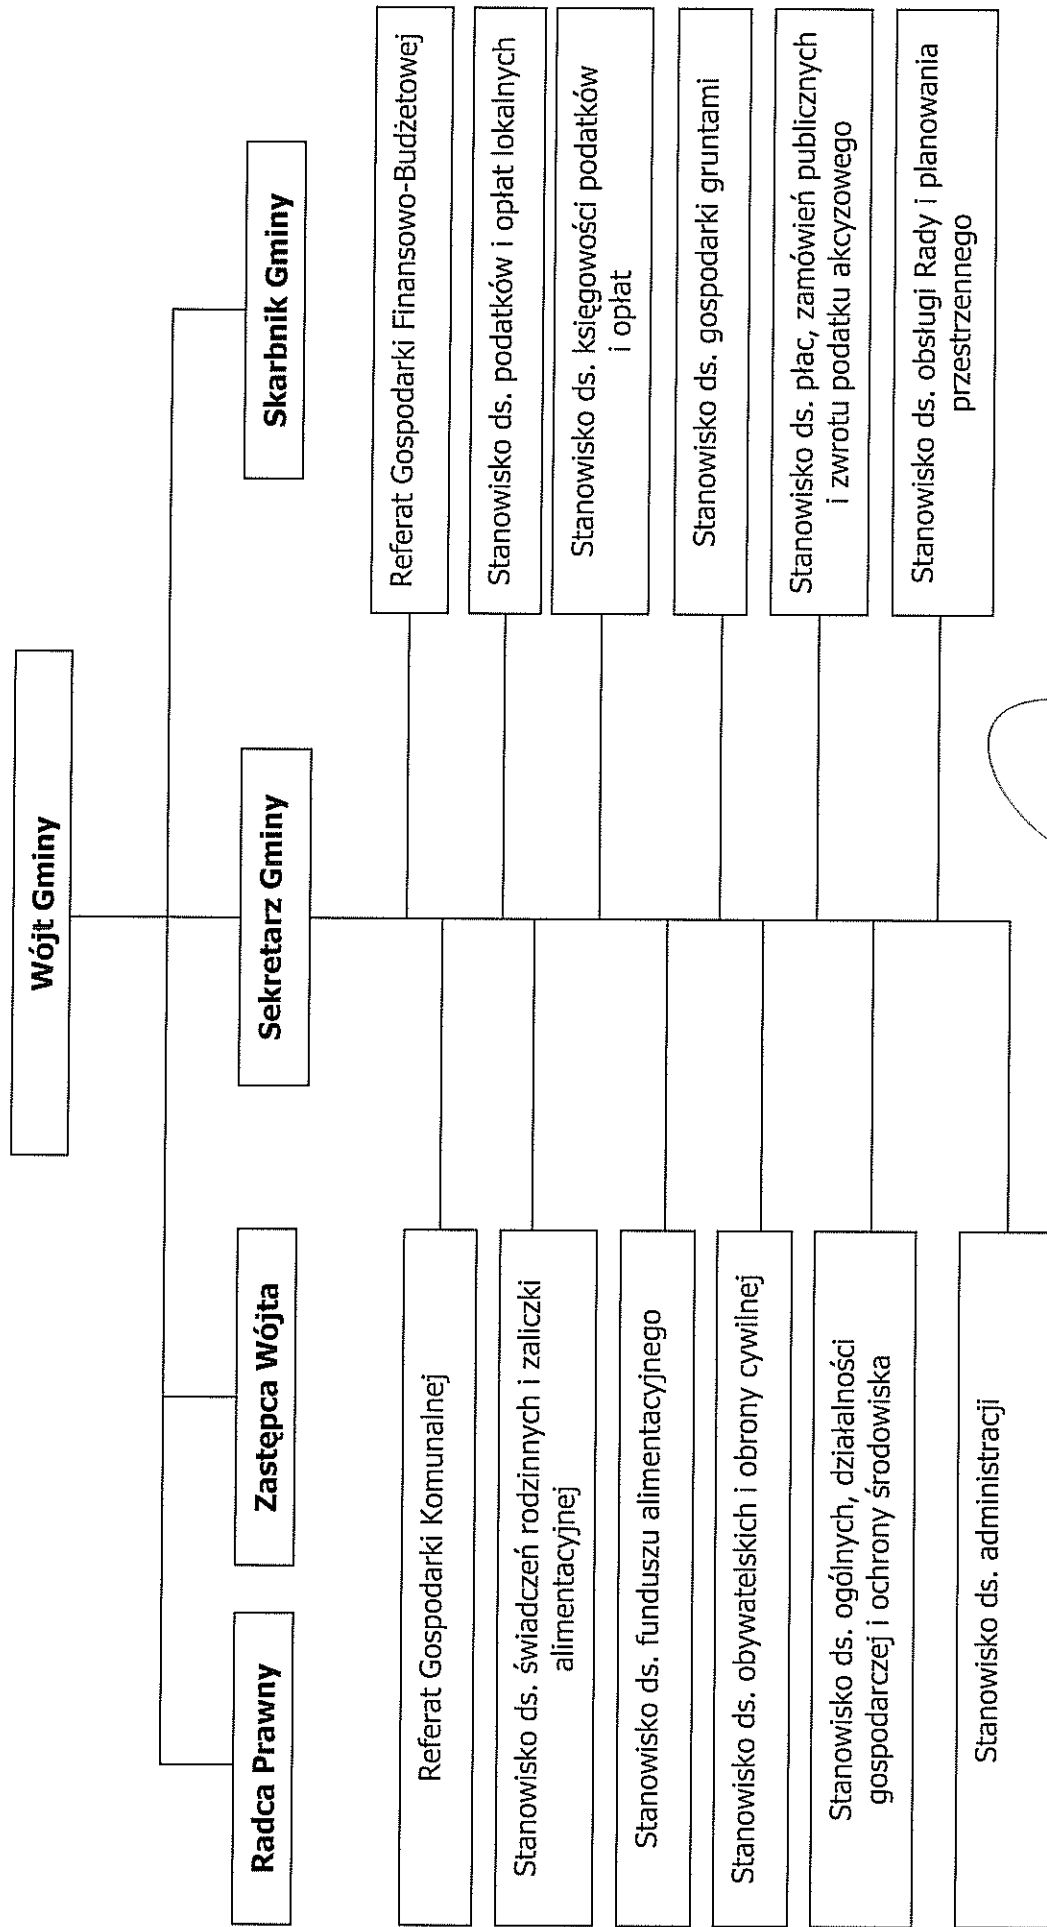 Wójt Gminy
Radca Prawny
Zastępca Wójta
Sekretarz Gminy
Skarbnik Gminy
Referat Gospodarki Komunalnej
Stanowisko ds. świadczeń rodzinnych i zaliczki
alimentacyjnej
Stanowisko ds. funduszu alimentacyjnego
Stanowisko ds. obywatelskich i obrony cywilnej
Stanowisko ds. ogólnych, działalności
gospodarczej i ochrony środowiska
Stanowisko ds. administracji
Referat Gospodarki Finansowo-Budżetowej
Stanowisko ds. podatków i opłat lokalnych
Stanowisko ds. księgowości podatków
i opłat
Stanowisko ds. gospodarki gruntami
Stanowisko ds. płac, zamówień publicznych
i zwrotu podatku akcyzowego
Stanowisko ds. obsługi Rady i planowania
przestrzennego